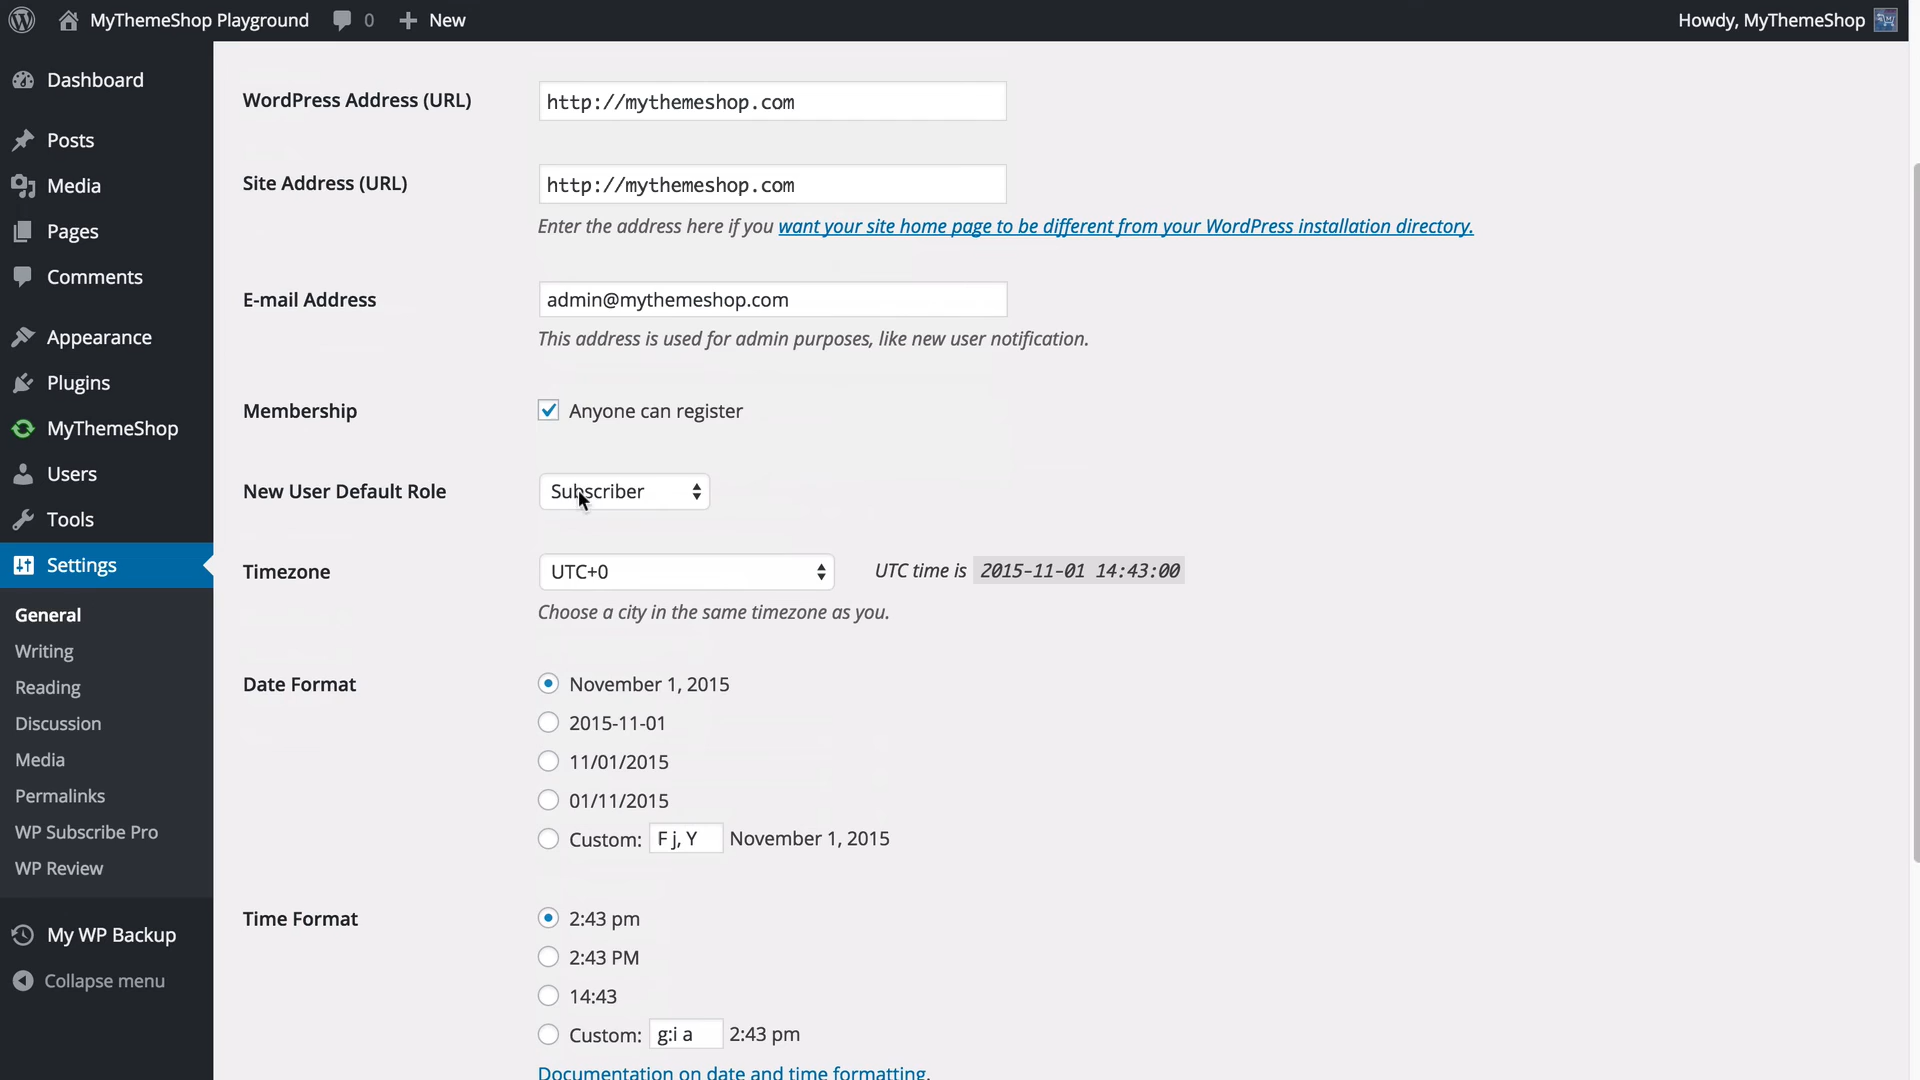 MyThemeShop Playground 0 New Howdy, MyThemeShop
Dashboard
Posts
Media
Pages
Comments
Appearance
Plugins
MyThemeShop
Users
Tools
Settings
General
Writing
Reading
Discussion
Media
Permalinks
WP Subscribe Pro
WP Review
My WP Backup
Collapse menu
WordPress Address (URL) http://mythemeshop.com
Site Address (URL) http://mythemeshop.com
Enter the address here if you want your site home page to be different from your WordPress installation directory.
E-mail Address admin@mythemeshop.com
This address is used for admin purposes, like new user notification.
Membership Anyone can register
New User Default Role Subscriber
Timezone UTC+0 UTC time is 2015-11-01 14:43:00
Choose a city in the same timezone as you.
Date Format November 1, 2015
2015-11-01
11/01/2015
01/11/2015
Custom: F j, Y November 1, 2015
Time Format 2:43 pm
2:43 PM
14:43
Custom: g:i a 2:43 pm
Documentation on date and time formatting.